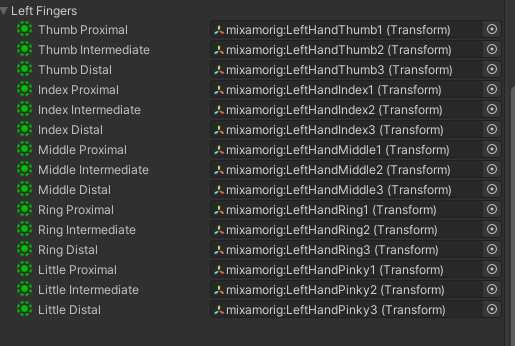 Left Fingers
Thumb Proximal mixamorig:LeftHandThumb1 (Transform)
Thumb Intermediate mixamorig:LeftHandThumb2 (Transform)
Thumb Distal mixamorig:LeftHandThumb3 (Transform)
Index Proximal mixamorig:LeftHandIndex1 (Transform)
Index Intermediate mixamorig:LeftHandIndex2 (Transform)
Index Distal mixamorig:LeftHandIndex3 (Transform)
Middle Proximal mixamorig:LeftHandMiddle1 (Transform)
Middle Intermediate mixamorig:LeftHandMiddle2 (Transform)
Middle Distal mixamorig:LeftHandMiddle3 (Transform)
Ring Proximal mixamorig:LeftHandRing1 (Transform)
Ring Intermediate mixamorig:LeftHandRing2 (Transform)
Ring Distal mixamorig:LeftHandRing3 (Transform)
Little Proximal mixamorig:LeftHandPinky1 (Transform)
Little Intermediate mixamorig:LeftHandPinky2 (Transform)
Little Distal mixamorig:LeftHandPinky3 (Transform)